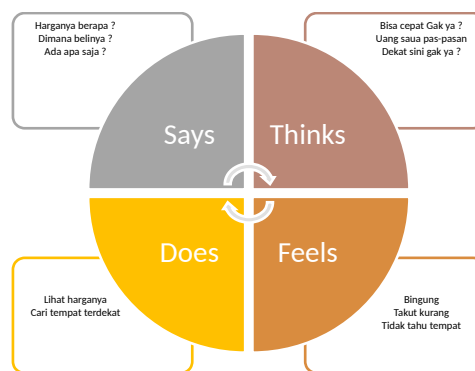 Harganya berapa ?
Dimana belinya ?
Ada apa saja ?
Bisa cepat Gak ya ?
Uang saua pas-pasan
Dekat sini gak ya ?
Says
Thinks
Does
Feels
Lihat harganya
Cari tempat terdekat
Bingung
Takut kurang
Tidak tahu tempat